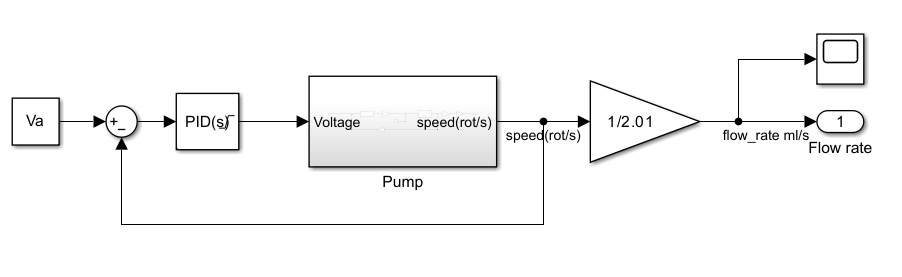 Va
+
−
PID(s)
Voltage
speed(rot/s)
Pump
speed(rot/s)
1/2.01
flow_rate ml/s
1
Flow rate